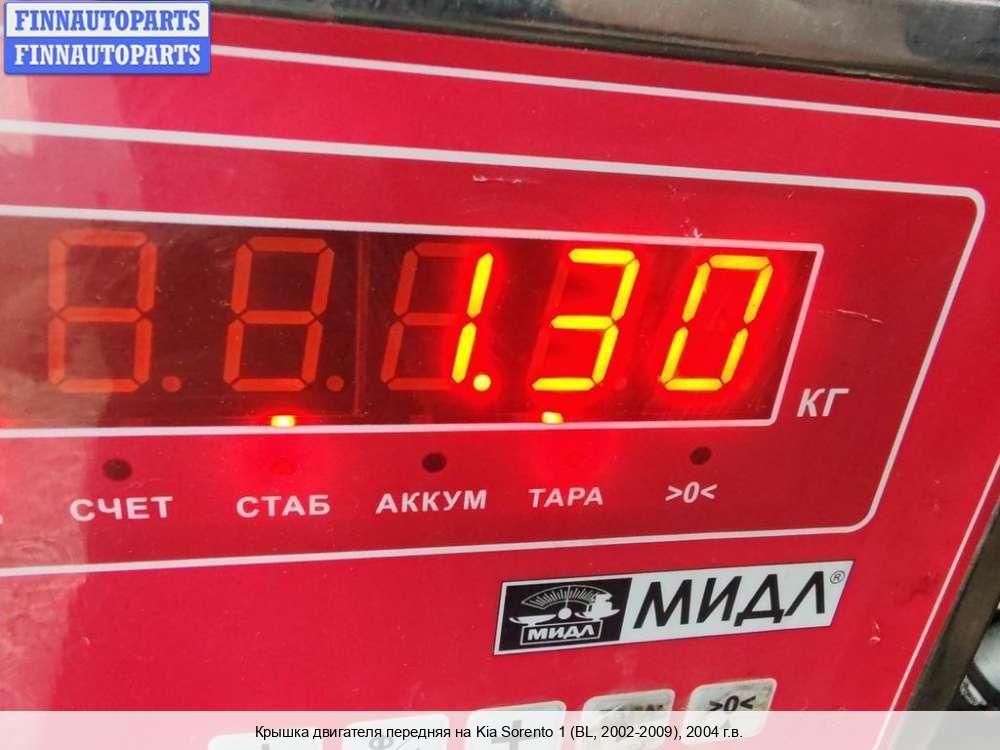 FINNAUTOPARTS
FINNAUTOPARTS
1.30
КГ
СЧЕТ СТАБ АККУМ ТАРА >0<
МИДЛ МИДЛ®
>0<
Крышка двигателя передняя на Kia Sorento 1 (BL, 2002-2009), 2004 г.в.